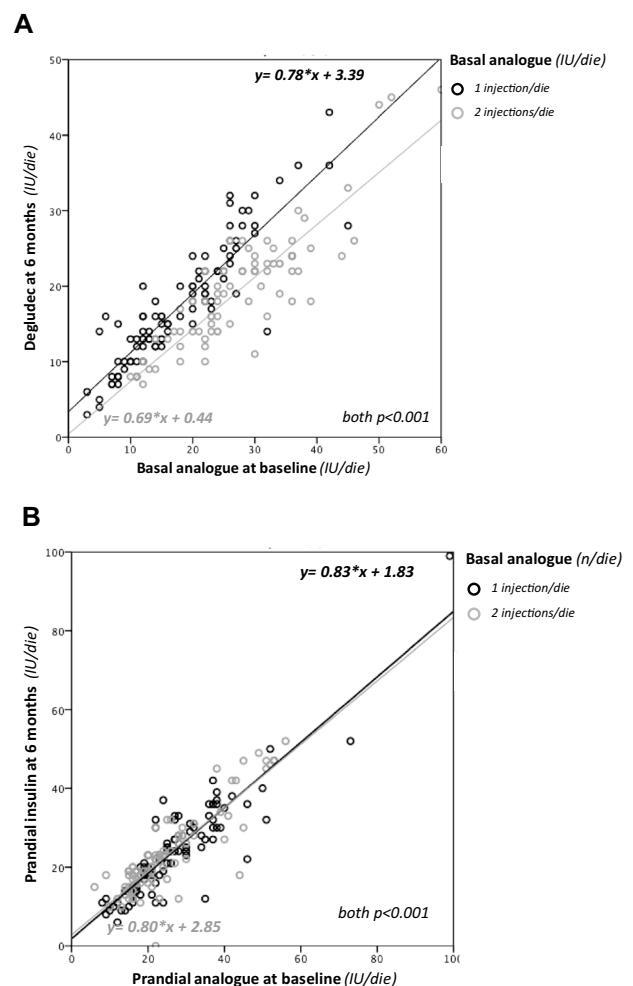 A
y= 0.78*x + 3.39
Basal analogue (IU/die)
1 injection/die
2 injections/die
50
40
30
20
10
0
Degludec at 6 months (IU/die)
y= 0.69*x + 0.44
both p<0.001
0 10 20 30 40 50 60
Basal analogue at baseline (IU/die)
B
y= 0.83*x + 1.83
Basal analogue (n/die)
1 injection/die
2 injections/die
100
80
60
40
20
0
Prandial insulin at 6 months (IU/die)
both p<0.001
y= 0.80*x + 2.85
0 20 40 60 80 10
Prandial analogue at baseline (IU/die)